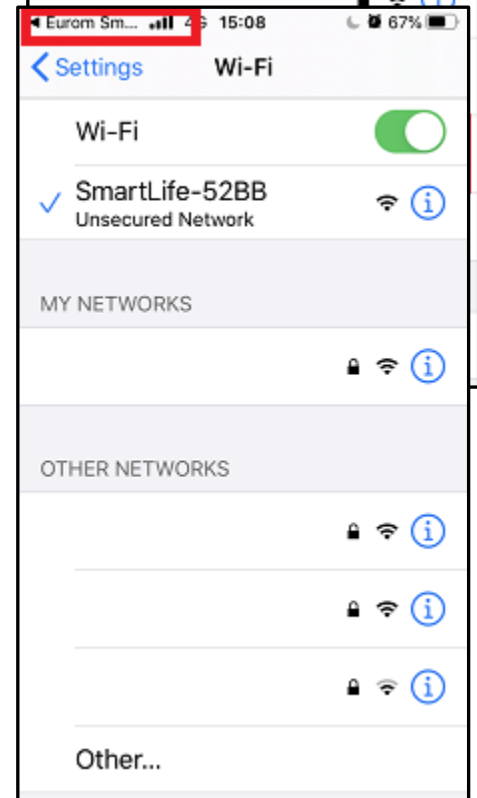 Eurom Sm... 4G 15:08 67%
Settings Wi-Fi
Wi-Fi
SmartLife-52BB
Unsecured Network
MY NETWORKS
OTHER NETWORKS
Other...